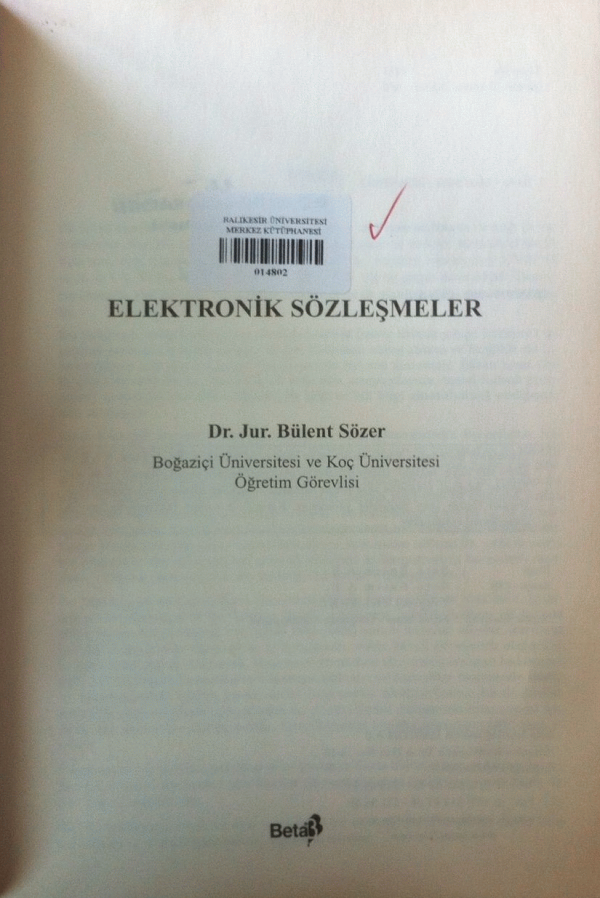 BALIKESİR ÜNİVERSİTESİ
MERKEZ KÜTÜPHANESİ
014802
ELEKTRONİK SÖZLEŞMELER
Dr. Jur. Bülent Sözer
Boğaziçi Üniversitesi ve Koç Üniversitesi
Öğretim Görevlisi
Beta